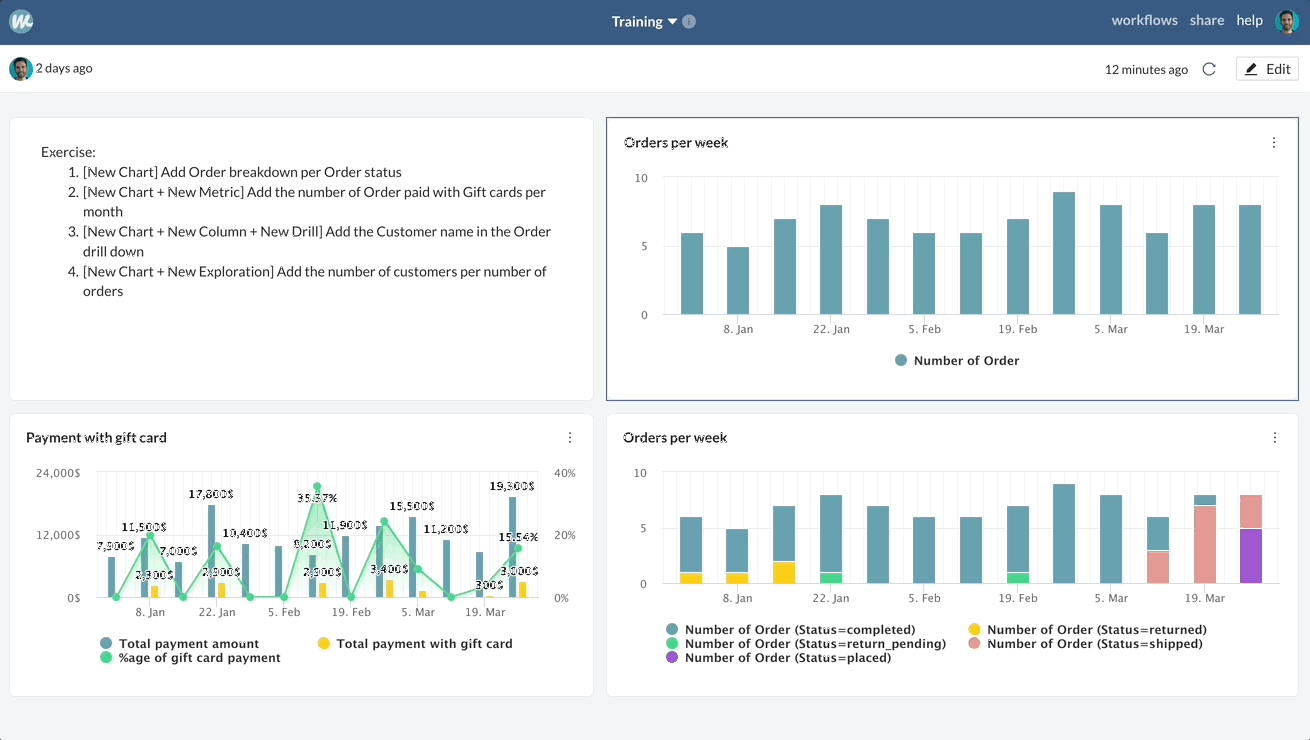 Training
workflows share help
2 days ago
12 minutes ago
Edit
Exercise:
1. [New Chart] Add Order breakdown per Order status
2. [New Chart + New Metric] Add the number of Order paid with Gift cards per
month
3. [New Chart + New Column + New Drill] Add the Customer name in the Order
drill down
4. [New Chart + New Exploration] Add the number of customers per number of
orders
Orders per week
10
5
0
8. Jan 22. Jan 5. Feb 19. Feb 5. Mar 19. Mar
Number of Order
Payment with gift card
24,000$
12,000$
0$
40%
20%
0%
7,900$
11,500$
2,300$
7,000$
17,800$
2,900$
10,400$
8,200$
35.37%
2,900$
11,900$
3,400$
15,500$
11,200$
300$
19,300$
15.54%
3,000$
8. Jan 22. Jan 5. Feb 19. Feb 5. Mar 19. Mar
Total payment amount
Total payment with gift card
%age of gift card payment
Orders per week
10
5
0
8. Jan 22. Jan 5. Feb 19. Feb 5. Mar 19. Mar
Number of Order (Status=completed)
Number of Order (Status=returned)
Number of Order (Status=return_pending)
Number of Order (Status=shipped)
Number of Order (Status=placed)